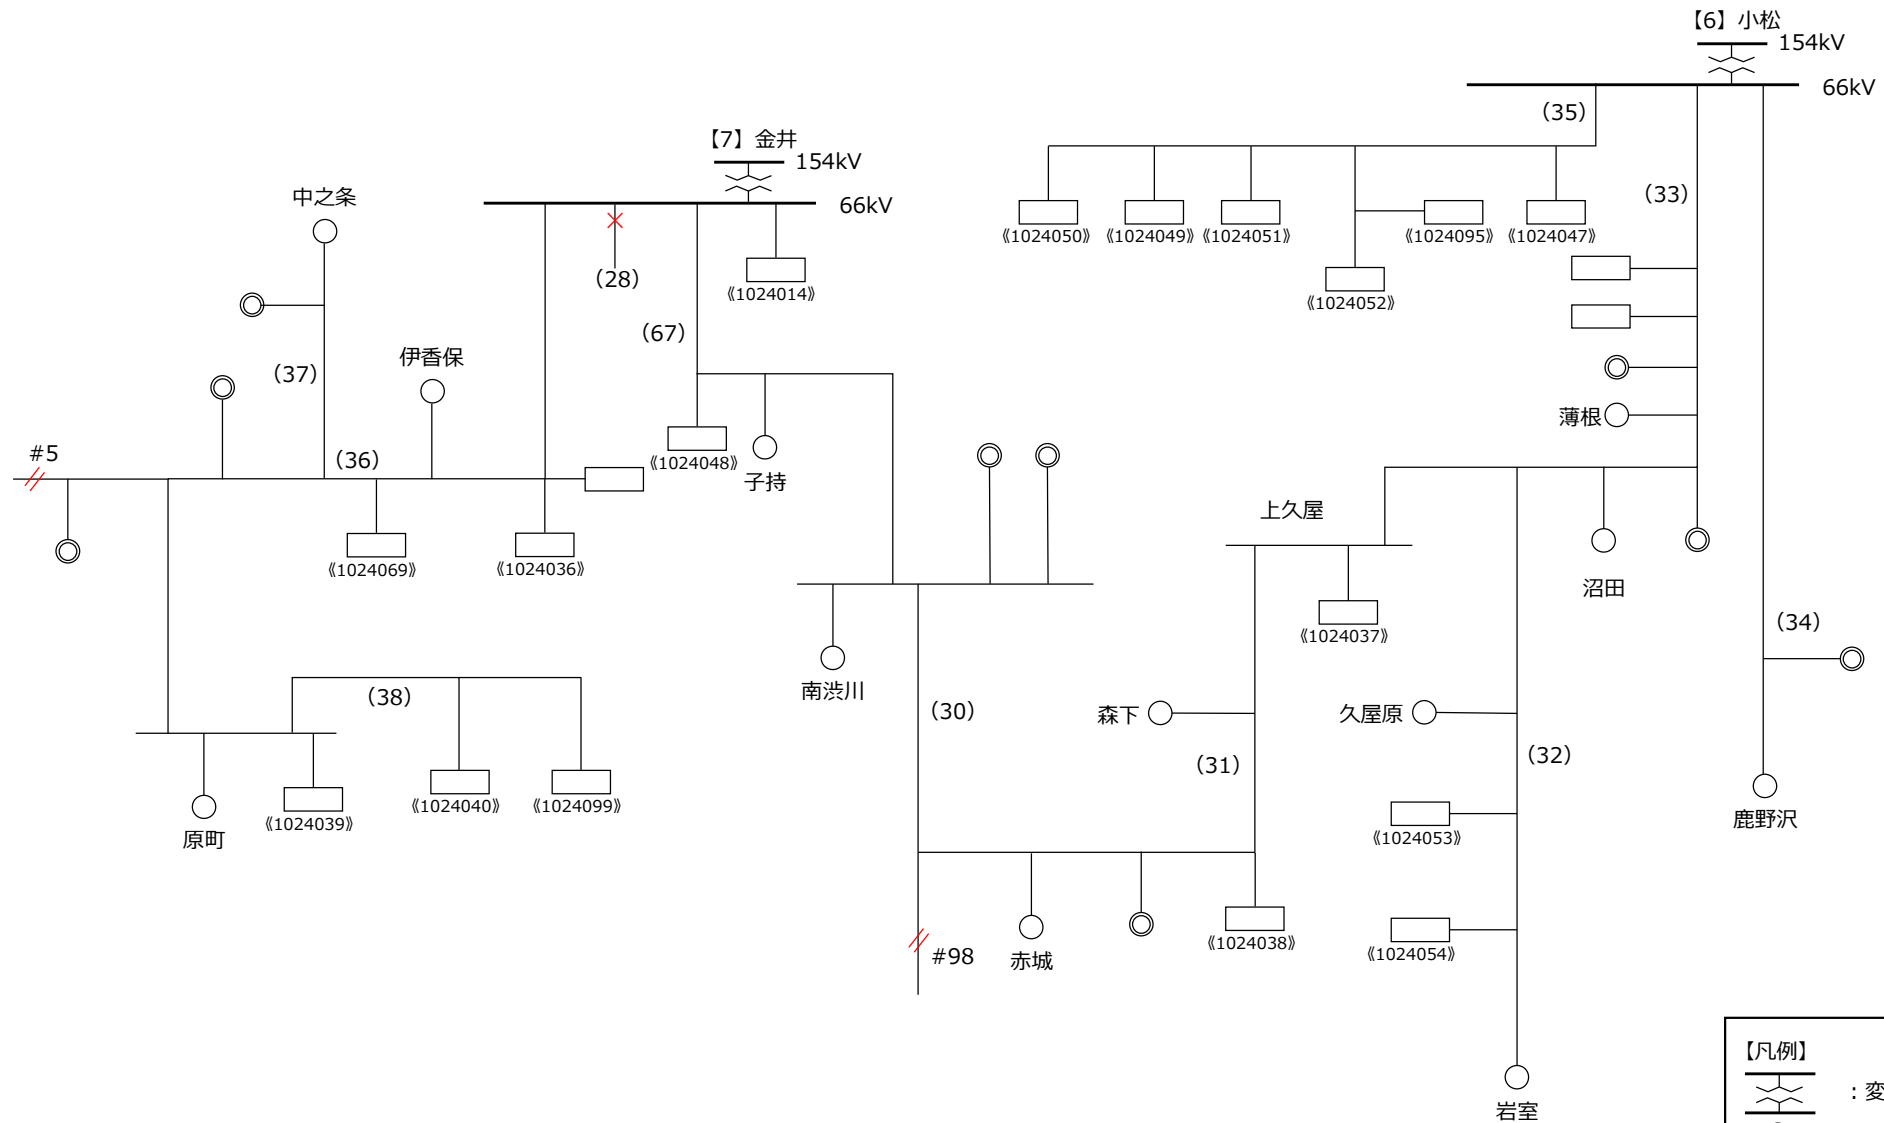 【6】小松
154kV
66kV
(35)
【7】金井
154kV
(33)
中之条
66kV
《1024050》
《1024049》
《1024051》
《1024095》
《1024047》
(28)
《1024014》
《1024052》
(67)
伊香保
(37)
薄根
#5
(36)
《1024048》
子持
上久屋
《1024069》
《1024036》
沼田
(34)
《1024037》
南渋川
(38)
(30)
森下
久屋原
(31)
(32)
《1024039》
《1024040》
《1024099》
原町
鹿野沢
《1024053》
#98
赤城
《1024038》
《1024054》
【凡例】
：変
岩室